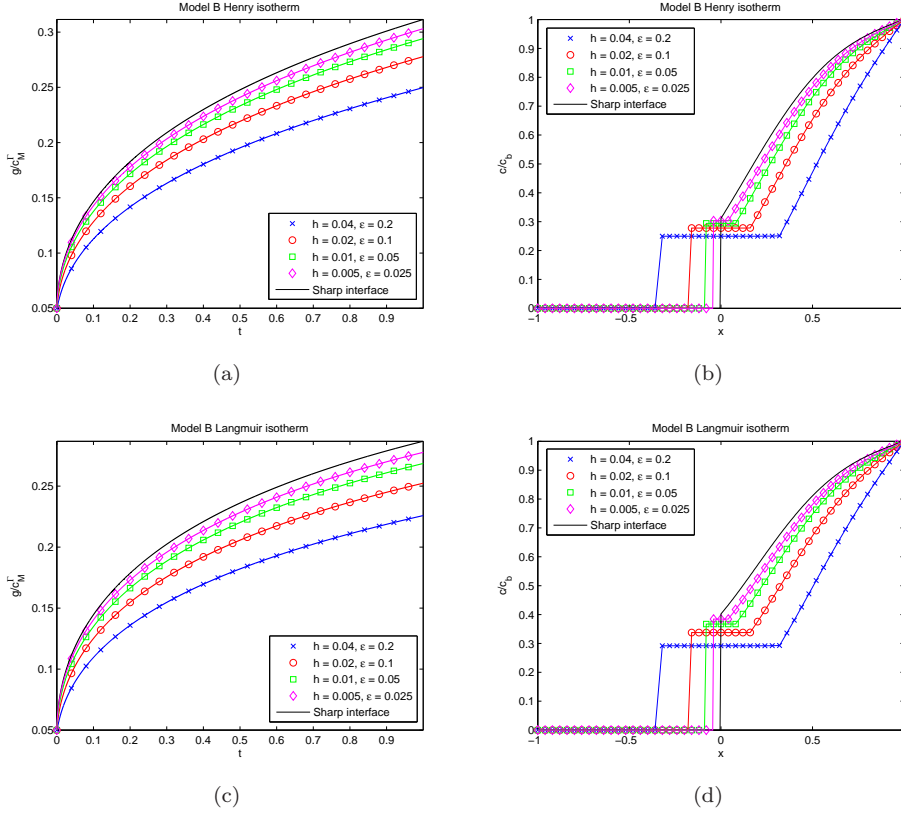 Model B Henry isotherm
g/c_M^Γ
0.3
0.25
0.2
0.15
0.1
0.05
0 0.1 0.2 0.3 0.4 0.5 0.6 0.7 0.8 0.9
t
h = 0.04, ε = 0.2
h = 0.02, ε = 0.1
h = 0.01, ε = 0.05
h = 0.005, ε = 0.025
Sharp interface
(a)
Model B Henry isotherm
c/c_b
1
0.9
0.8
0.7
0.6
0.5
0.4
0.3
0.2
0.1
0
−1 −0.5 0 0.5
x
h = 0.04, ε = 0.2
h = 0.02, ε = 0.1
h = 0.01, ε = 0.05
h = 0.005, ε = 0.025
Sharp interface
(b)
Model B Langmuir isotherm
g/c_M^Γ
0.25
0.2
0.15
0.1
0.05
0 0.1 0.2 0.3 0.4 0.5 0.6 0.7 0.8 0.9
t
h = 0.04, ε = 0.2
h = 0.02, ε = 0.1
h = 0.01, ε = 0.05
h = 0.005, ε = 0.025
Sharp interface
(c)
Model B Langmuir isotherm
c/c_b
1
0.9
0.8
0.7
0.6
0.5
0.4
0.3
0.2
0.1
0
−1 −0.5 0 0.5
x
h = 0.04, ε = 0.2
h = 0.02, ε = 0.1
h = 0.01, ε = 0.05
h = 0.005, ε = 0.025
Sharp interface
(d)